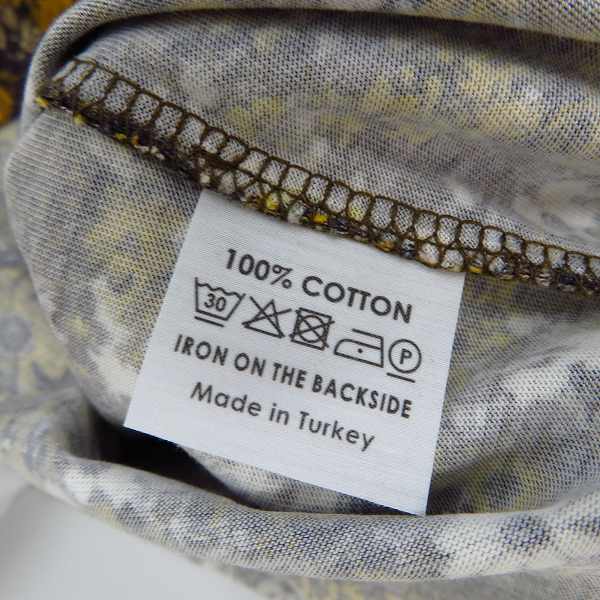 100% COTTON
30 P
IRON ON THE BACKSIDE
Made in Turkey